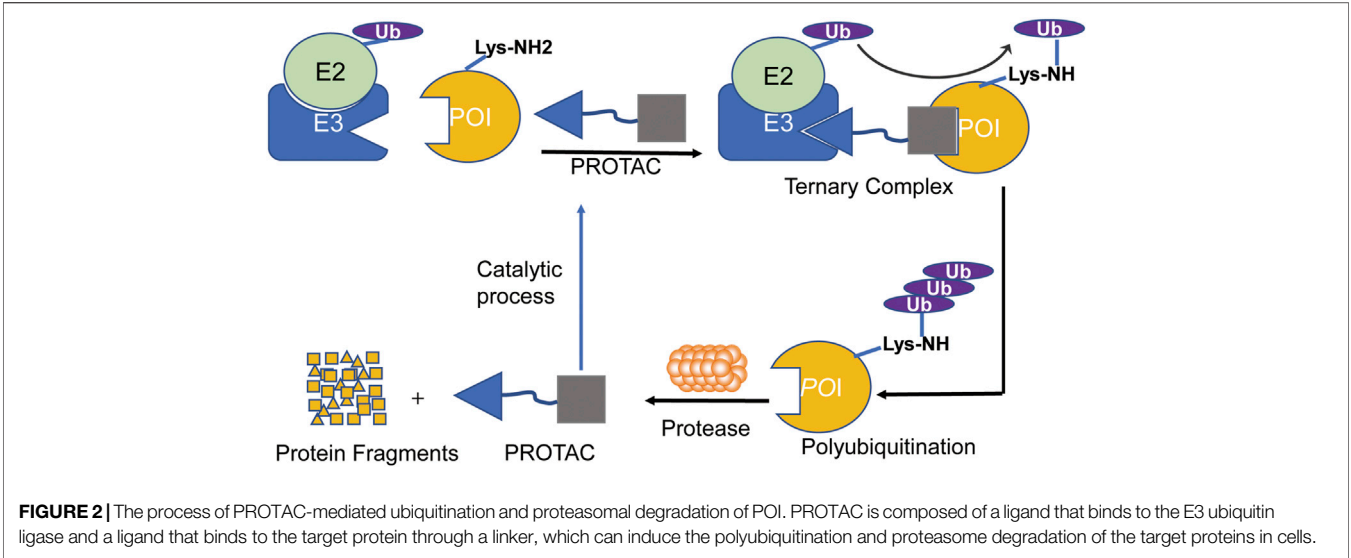 Ub
E2
E3
Lys-NH2
POI
PROTAC
Ub
E2
E3
Ub
Lys-NH
POI
Ternary Complex
Catalytic
process
Ub
Ub
Ub
Lys-NH
POI
Polyubiquitination
Protease
+
Protein Fragments
PROTAC
FIGURE 2 | The process of PROTAC-mediated ubiquitination and proteasomal degradation of POI. PROTAC is composed of a ligand that binds to the E3 ubiquitin
ligase and a ligand that binds to the target protein through a linker, which can induce the polyubiquitination and proteasome degradation of the target proteins in cells.